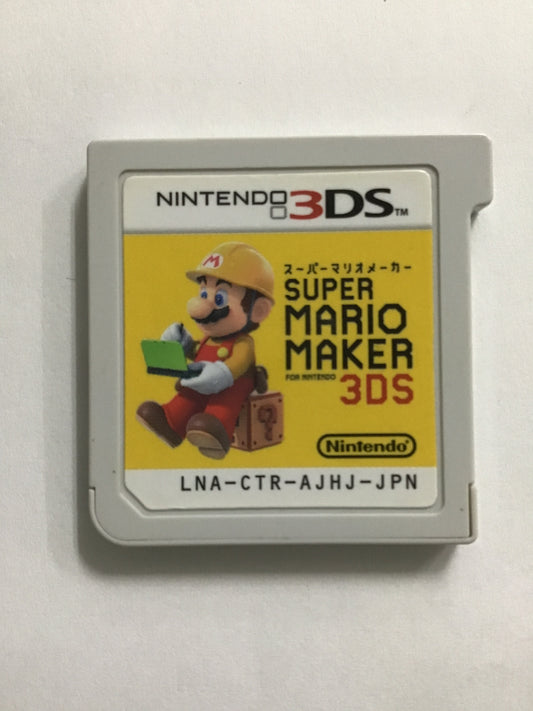 NINTENDO 3DS™
M
スーパーマリオメーカー
SUPER
MARIO
MAKER
FOR NINTENDO 3DS
Nintendo®
LNA-CTR-AJHJ-JPN